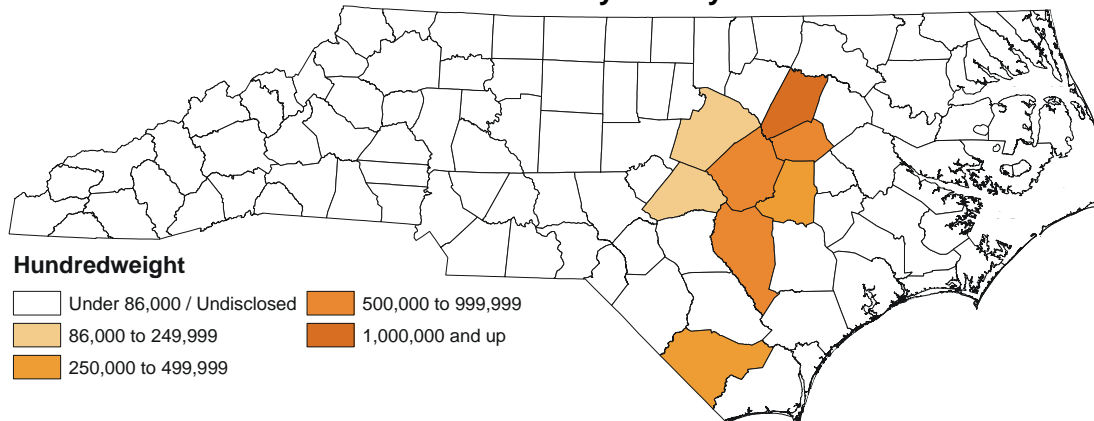 Hundredweight
Under 86,000 / Undisclosed
86,000 to 249,999
250,000 to 499,999
500,000 to 999,999
1,000,000 and up